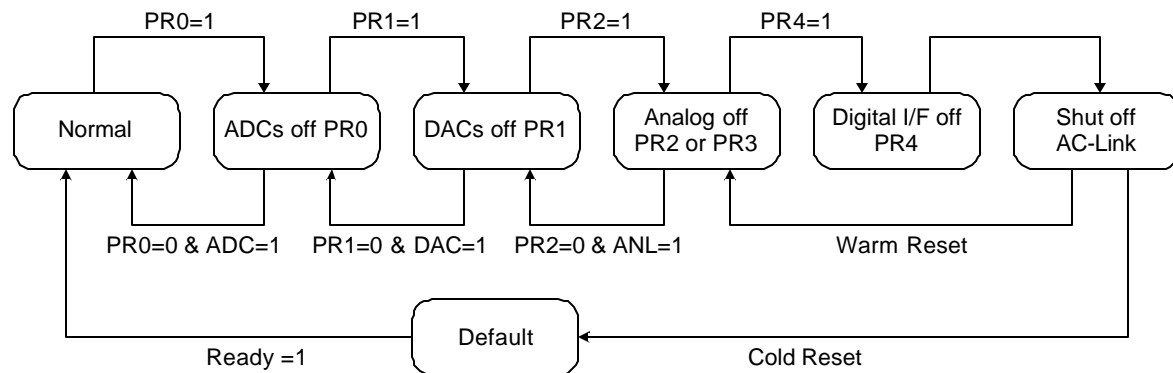 PR0=1
PR1=1
PR2=1
PR4=1
Normal
ADCs off PR0
DACs off PR1
Analog off
PR2 or PR3
Digital I/F off
PR4
Shut off
AC-Link
PR0=0 & ADC=1
PR1=0 & DAC=1
PR2=0 & ANL=1
Warm Reset
Default
Ready =1
Cold Reset